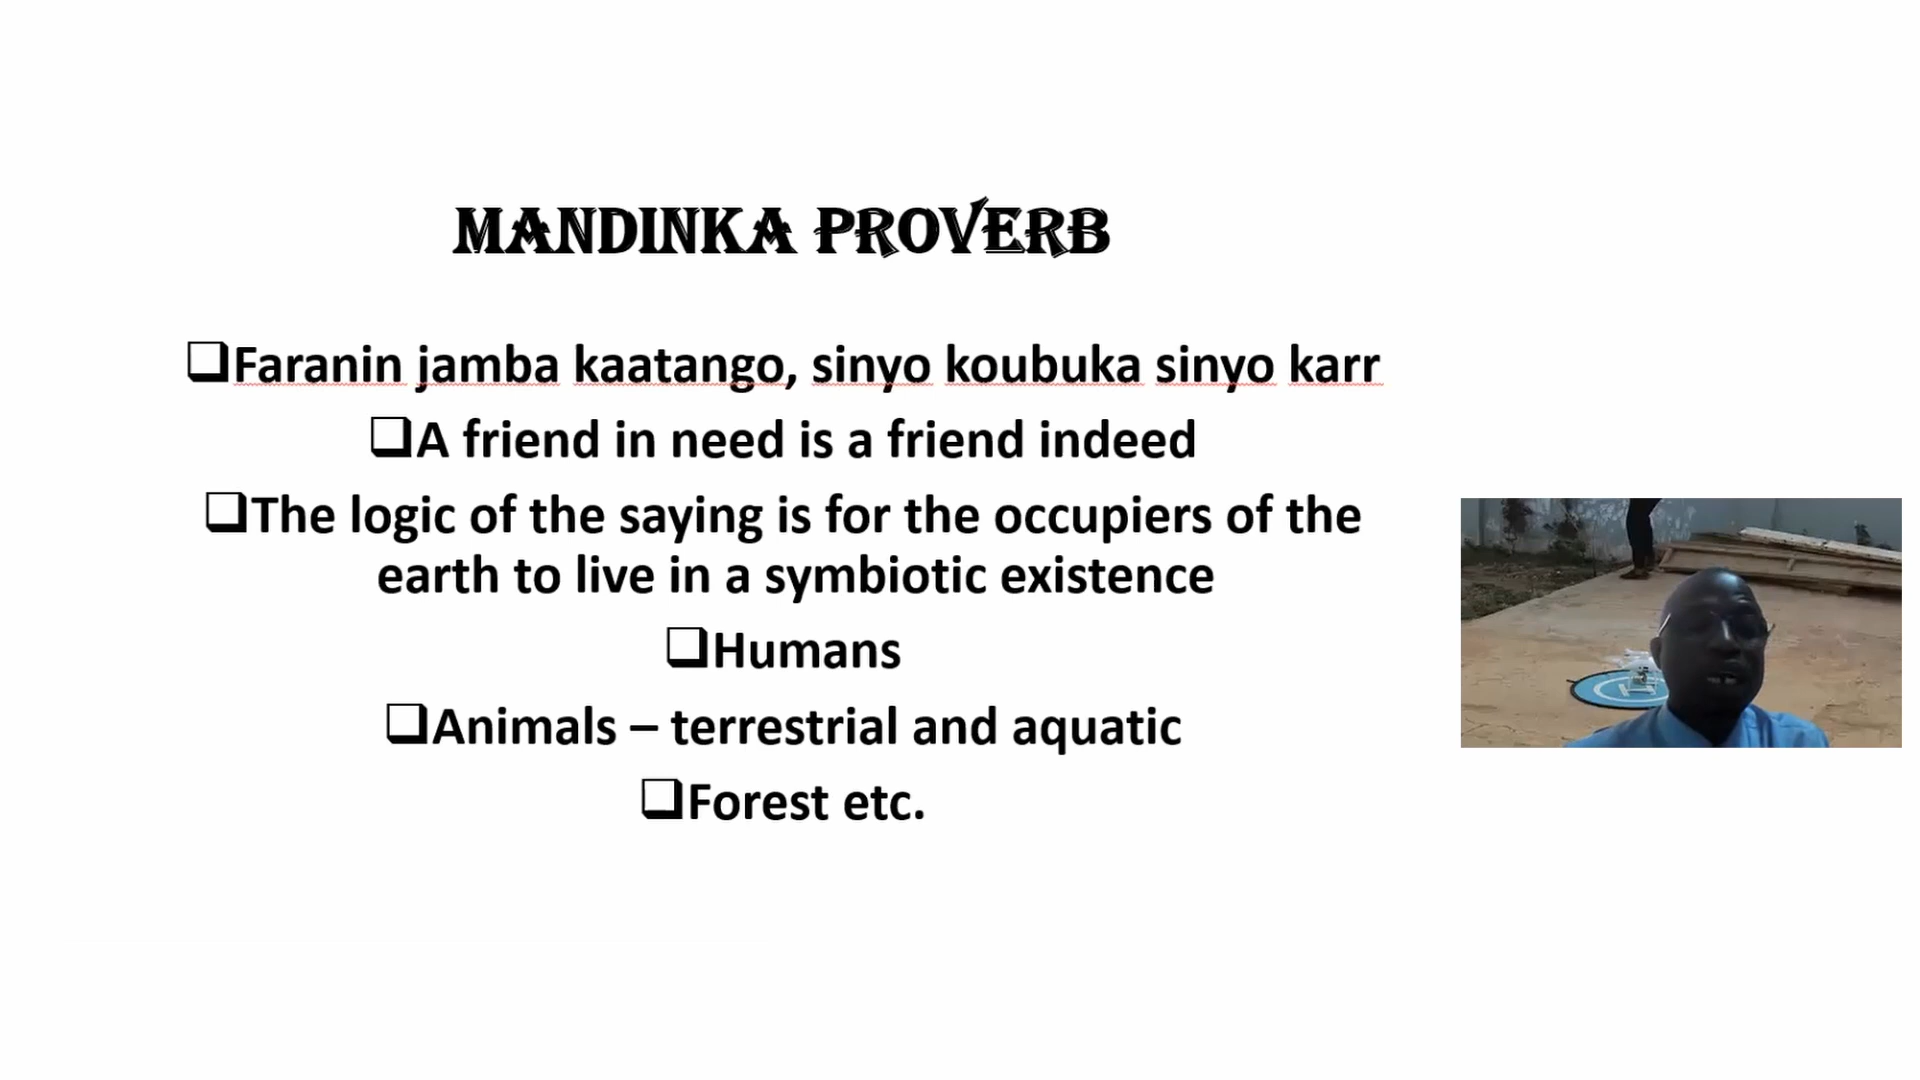 MANDINKA PROVERB
❑Faranin jamba kaatango, sinyo koubuka sinyo karr
❑A friend in need is a friend indeed
❑The logic of the saying is for the occupiers of the
earth to live in a symbiotic existence
❑Humans
❑Animals – terrestrial and aquatic
❑Forest etc.
H